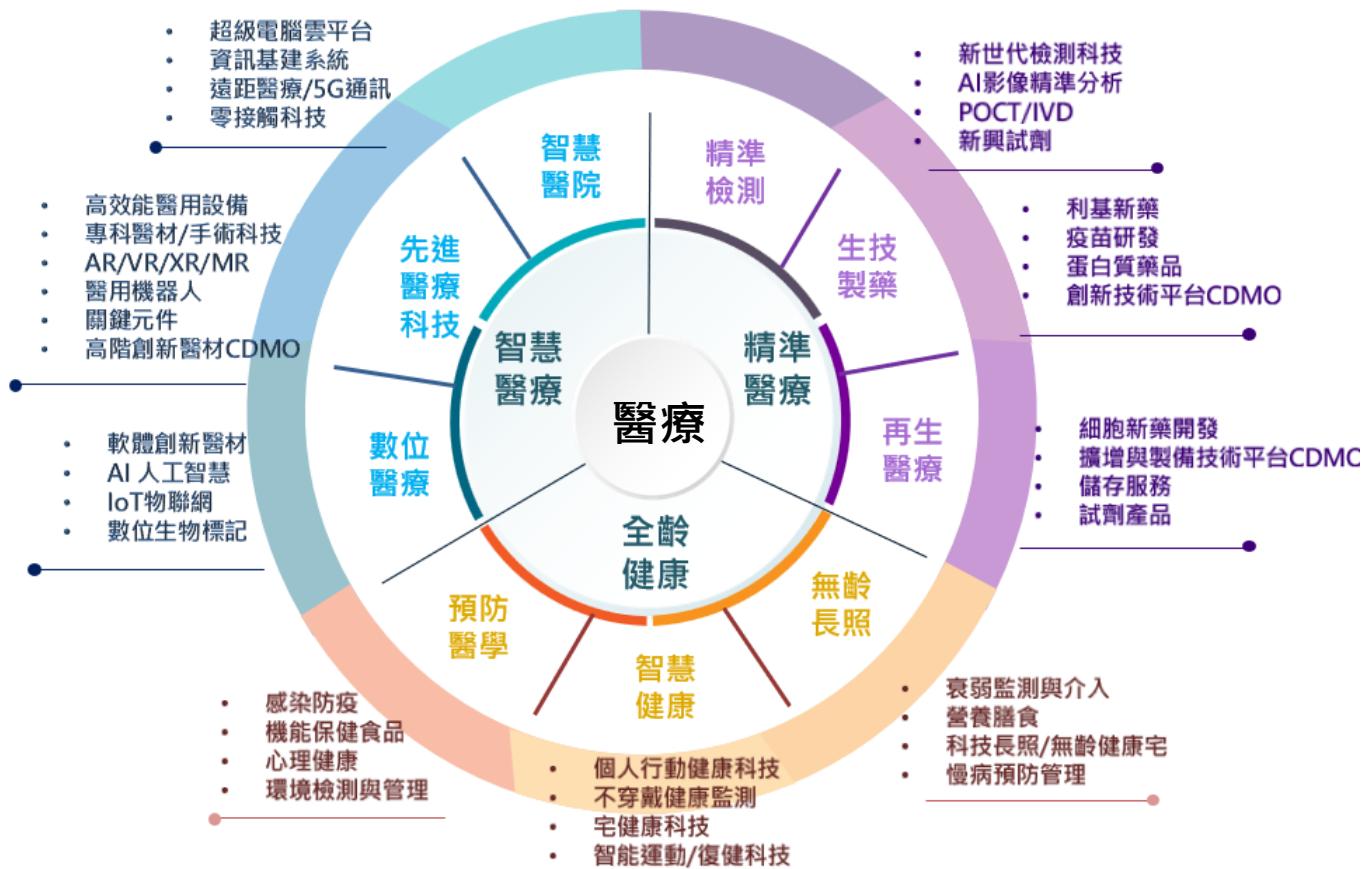 醫療
智慧
醫療
精準
醫療
全齡
健康
智慧
醫院
• 超級電腦雲平台
• 資訊基建系統
• 遠距醫療/5G通訊
• 零接觸科技
先進
醫療
科技
• 高效能醫用設備
• 專科醫材/手術科技
• AR/VR/XR/MR
• 醫用機器人
• 關鍵元件
• 高階創新醫材CDMO
數位
醫療
• 軟體創新醫材
• AI 人工智慧
• IoT物聯網
• 數位生物標記
精準
檢測
• 新世代檢測科技
• AI影像精準分析
• POCT/IVD
• 新興試劑
生技
製藥
• 利基新藥
• 疫苗研發
• 蛋白質藥品
• 創新技術平台CDMO
再生
醫療
• 細胞新藥開發
• 擴增與製備技術平台CDMO
• 儲存服務
• 試劑產品
預防
醫學
• 感染防疫
• 機能保健食品
• 心理健康
• 環境檢測與管理
智慧
健康
• 個人行動健康科技
• 不穿戴健康監測
• 宅健康科技
• 智能運動/復健科技
無齡
長照
• 衰弱監測與介入
• 營養膳食
• 科技長照/無齡健康宅
• 慢病預防管理